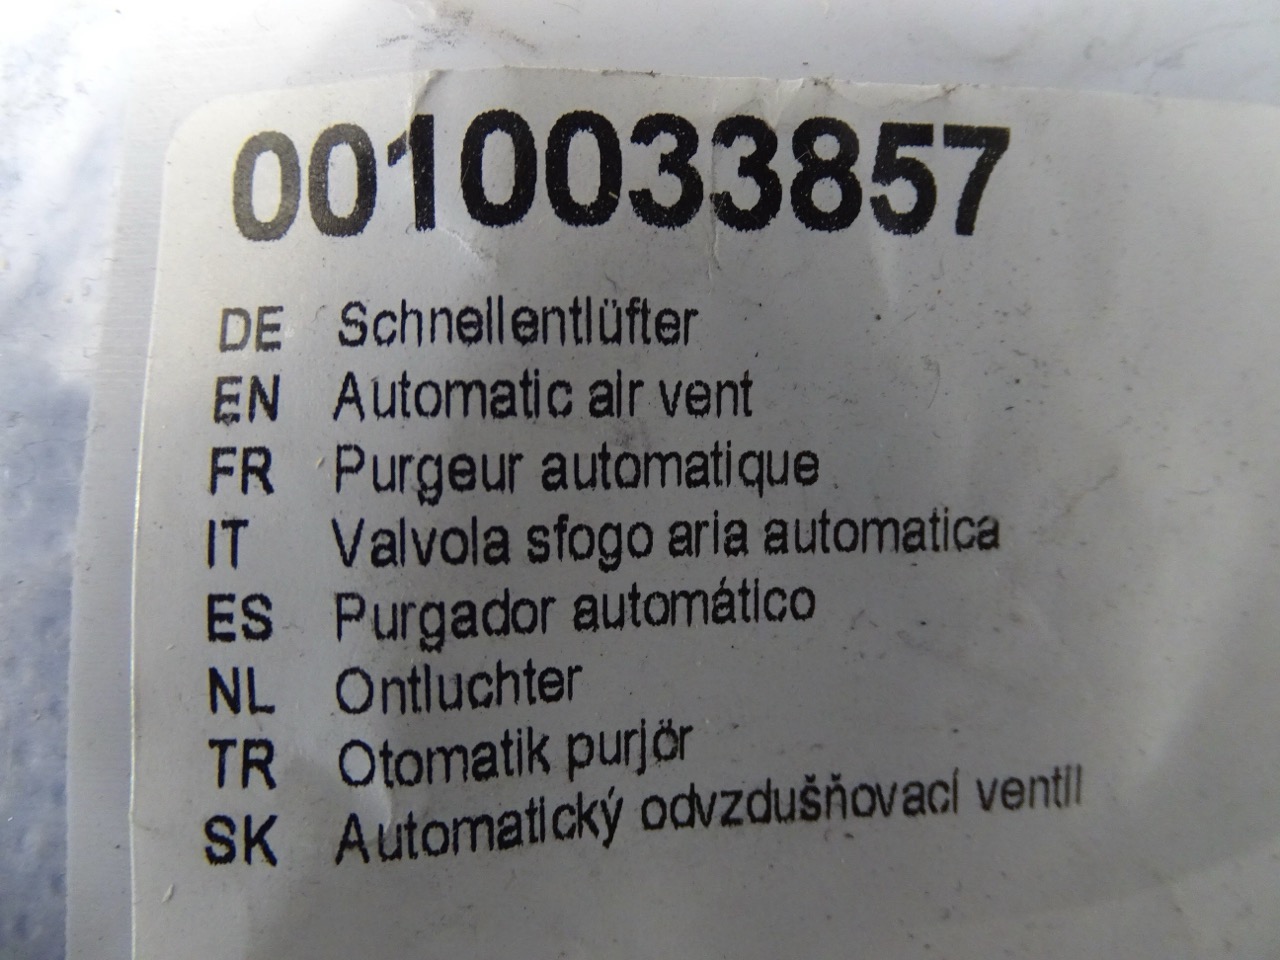 0010033857
DE Schnellentlüfter
EN Automatic air vent
FR Purgeur automatique
IT Valvola sfogo aria automatica
ES Purgador automático
NL Ontluchter
TR Otomatik purjör
SK Automatický odvzdušňovací ventil